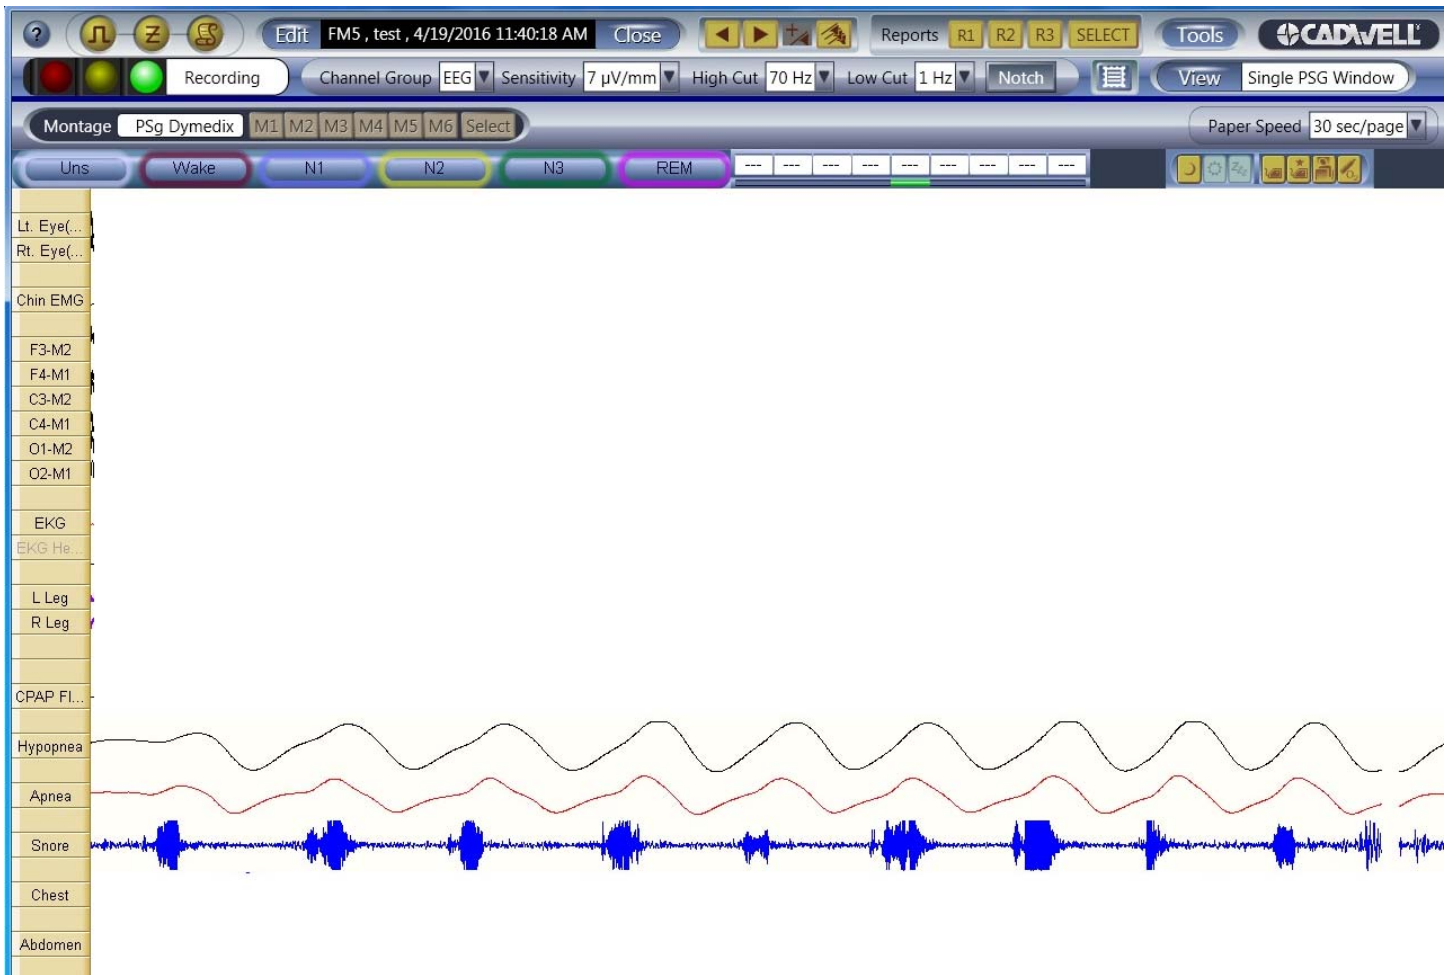 ? Edit FM5 , test , 4/19/2016 11:40:18 AM Close Reports R1 R2 R3 SELECT Tools CADWELL
Recording Channel Group EEG Sensitivity 7 µV/mm High Cut 70 Hz Low Cut 1 Hz Notch View Single PSG Window
Montage PSg Dymedix M1 M2 M3 M4 M5 M6 Select Paper Speed 30 sec/page
Uns Wake N1 N2 N3 REM --- --- --- --- --- --- --- --- ---
Lt. Eye(...
Rt. Eye(...
Chin EMG
F3-M2
F4-M1
C3-M2
C4-M1
O1-M2
O2-M1
EKG
EKG He...
L Leg
R Leg
CPAP Fl...
Hypopnea
Apnea
Snore
Chest
Abdomen